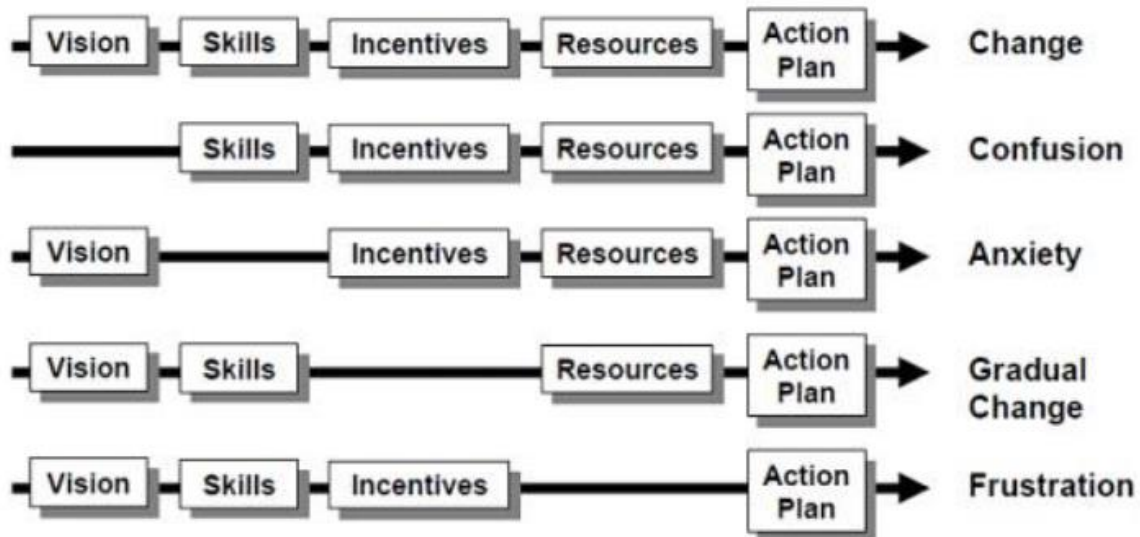 Vision Skills Incentives Resources Action Plan Change
Skills Incentives Resources Action Plan Confusion
Vision Incentives Resources Action Plan Anxiety
Vision Skills Resources Action Plan Gradual Change
Vision Skills Incentives Action Plan Frustration